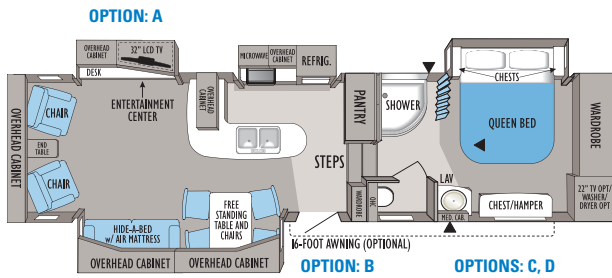 OPTION: A
OVERHEAD
CABINET
32" LCD TV
DESK
ENTERTAINMENT
CENTER
OVERHEAD
CABINET
MICROWAVE
OVERHEAD
CABINET
REFRIG.
PANTRY
SHOWER
CHESTS
QUEEN BED
WARDROBE
OVERHEAD CABINET
CHAIR
END
TABLE
CHAIR
STEPS
HIDE-A-BED
w/ AIR MATTRESS
FREE
STANDING
TABLE AND
CHAIRS
WARDROBE
OHC
LAV
MED. CAB.
CHEST/HAMPER
22" TV OPT/
WASHER/
DRYER OPT
OVERHEAD CABINET
OVERHEAD CABINET
16-FOOT AWNING (OPTIONAL)
OPTION: B
OPTIONS: C, D